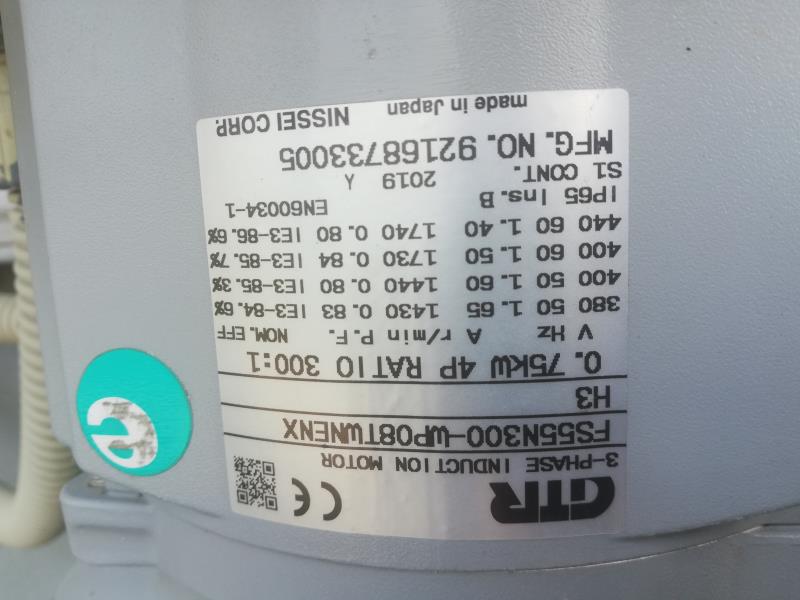 GTR
CE
3-PHASE INDUCTION MOTOR
FS55N300-WP08TWNENX
H3
0.75kW 4P RATIO 300:1
V Hz A r/min P.F. NOM.EFF
380 50 1.65 1430 0.83 IE3-84.6%
400 50 1.60 1440 0.80 IE3-85.3%
400 60 1.50 1730 0.84 IE3-85.7%
440 60 1.40 1740 0.80 IE3-86.6%
IP65 Ins.B EN60034-1
S1 CONT. 2019 Y
MFG. NO. 92168733005
made in Japan NISSEI CORP.
e